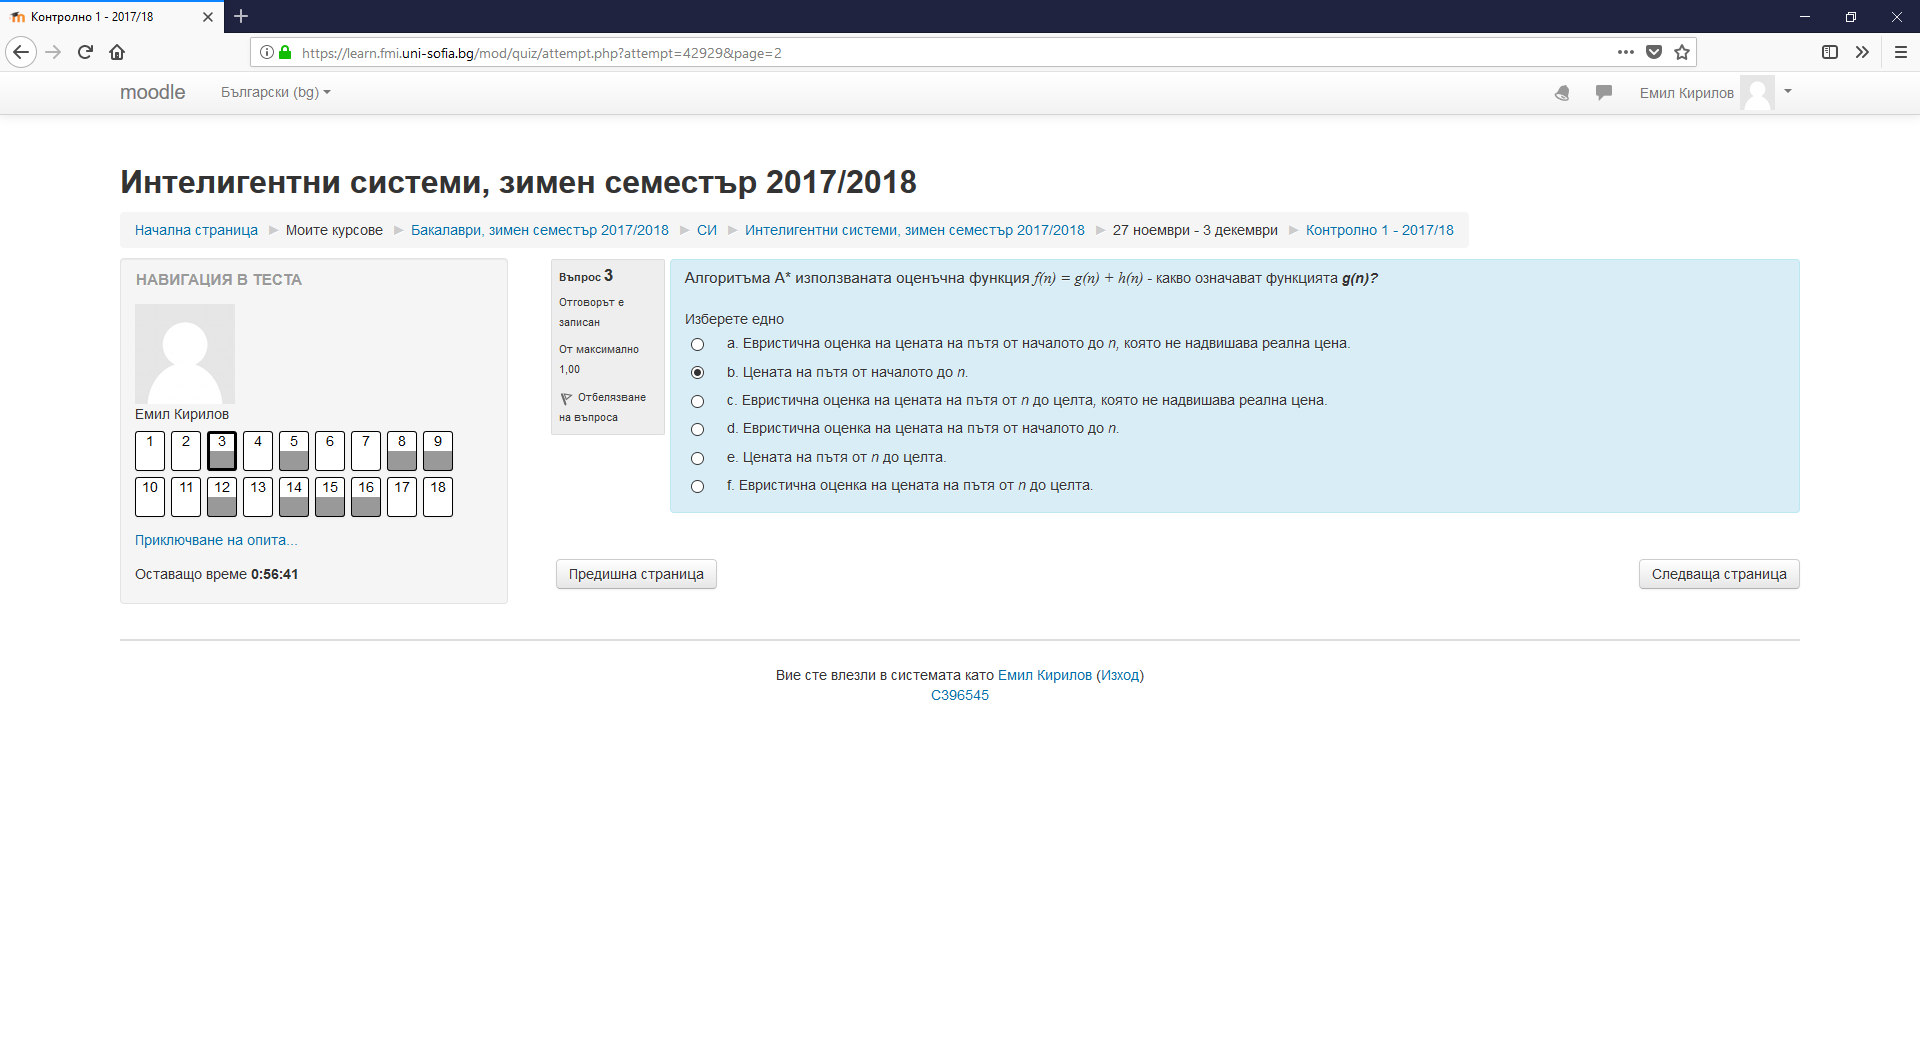 Контролно 1 - 2017/18
https://learn.fmi.uni-sofia.bg/mod/quiz/attempt.php?attempt=42929&page=2
moodle
Български (bg)
Емил Кирилов
Интелигентни системи, зимен семестър 2017/2018
Начална страница ► Моите курсове ► Бакалаври, зимен семестър 2017/2018 ► СИ ► Интелигентни системи, зимен семестър 2017/2018 ► 27 ноември - 3 декември ► Контролно 1 - 2017/18
НАВИГАЦИЯ В ТЕСТА
Емил Кирилов
1 2 3 4 5 6 7 8 9
10 11 12 13 14 15 16 17 18
Приключване на опита...
Оставащо време 0:56:41
Въпрос 3
Отговорът е
записан
От максимално
1,00
Отбелязване
на въпроса
Алгоритъма A* използваната оценъчна функция f(n) = g(n) + h(n) - какво означават функцията g(n)?
Изберете едно
a. Евристична оценка на цената на пътя от началото до n, която не надвишава реална цена.
b. Цената на пътя от началото до n.
c. Евристична оценка на цената на пътя от n до целта, която не надвишава реална цена.
d. Евристична оценка на цената на пътя от началото до n.
e. Цената на пътя от n до целта.
f. Евристична оценка на цената на пътя от n до целта.
Предишна страница
Следваща страница
Вие сте влезли в системата като Емил Кирилов (Изход)
С396545